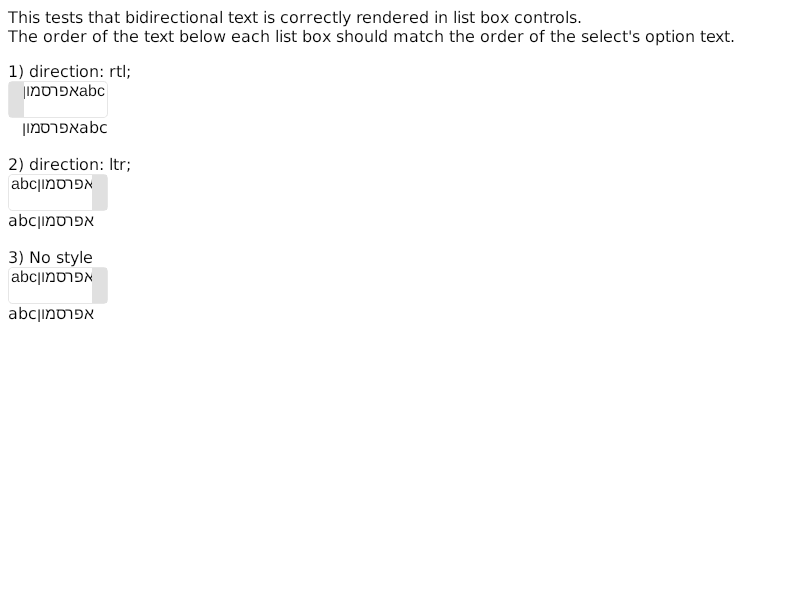 This tests that bidirectional text is correctly rendered in list box controls.
The order of the text below each list box should match the order of the select's option text.
1) direction: rtl;
abcאפרסמון
abcאפרסמון
2) direction: ltr;
abcאפרסמון
abcאפרסמון
3) No style
abcאפרסמון
abcאפרסמון